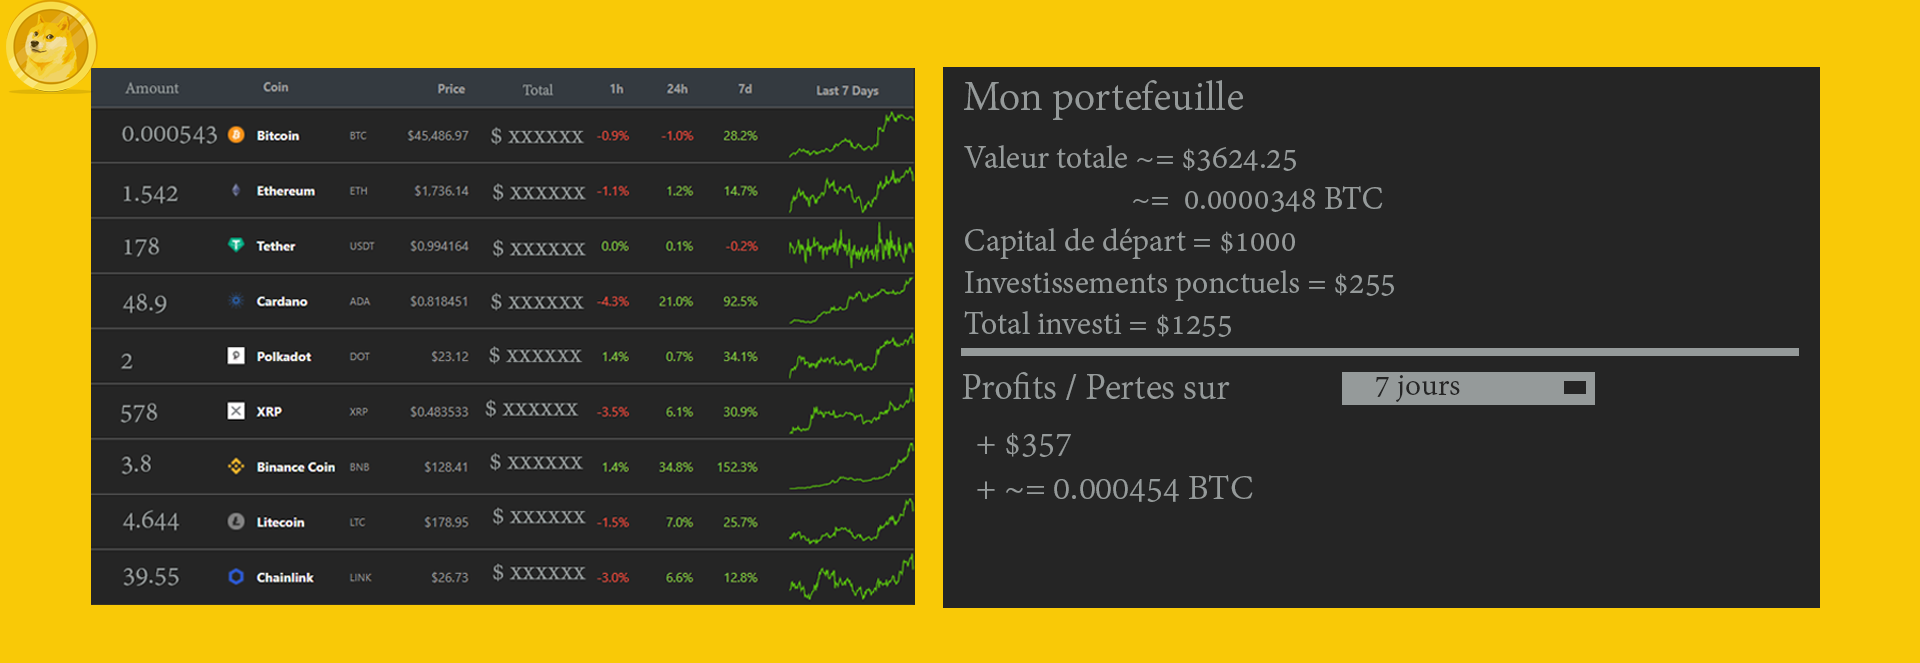 Amount Coin Price Total 1h 24h 7d Last 7 Days
0.000543 Bitcoin BTC $45,486.97 $ xxxxxx -0.9% -1.0% 28.2%
1.542 Ethereum ETH $1,736.14 $ xxxxxx -1.1% 1.2% 14.7%
178 Tether USDT $0.994164 $ xxxxxx 0.0% 0.1% -0.2%
48.9 Cardano ADA $0.818451 $ xxxxxx -4.3% 21.0% 92.5%
2 Polkadot DOT $23.12 $ xxxxxx 1.4% 0.7% 34.1%
578 XRP XRP $0.483533 $ xxxxxx -3.5% 6.1% 30.9%
3.8 Binance Coin BNB $128.41 $ xxxxxx 1.4% 34.8% 152.3%
4.644 Litecoin LTC $178.95 $ xxxxxx -1.5% 7.0% 25.7%
39.55 Chainlink LINK $26.73 $ xxxxxx -3.0% 6.6% 12.8%
Mon portefeuille
Valeur totale ~= $3624.25
~= 0.0000348 BTC
Capital de départ = $1000
Investissements ponctuels = $255
Total investi = $1255
Profits / Pertes sur 7 jours
+ $357
+ ~= 0.000454 BTC